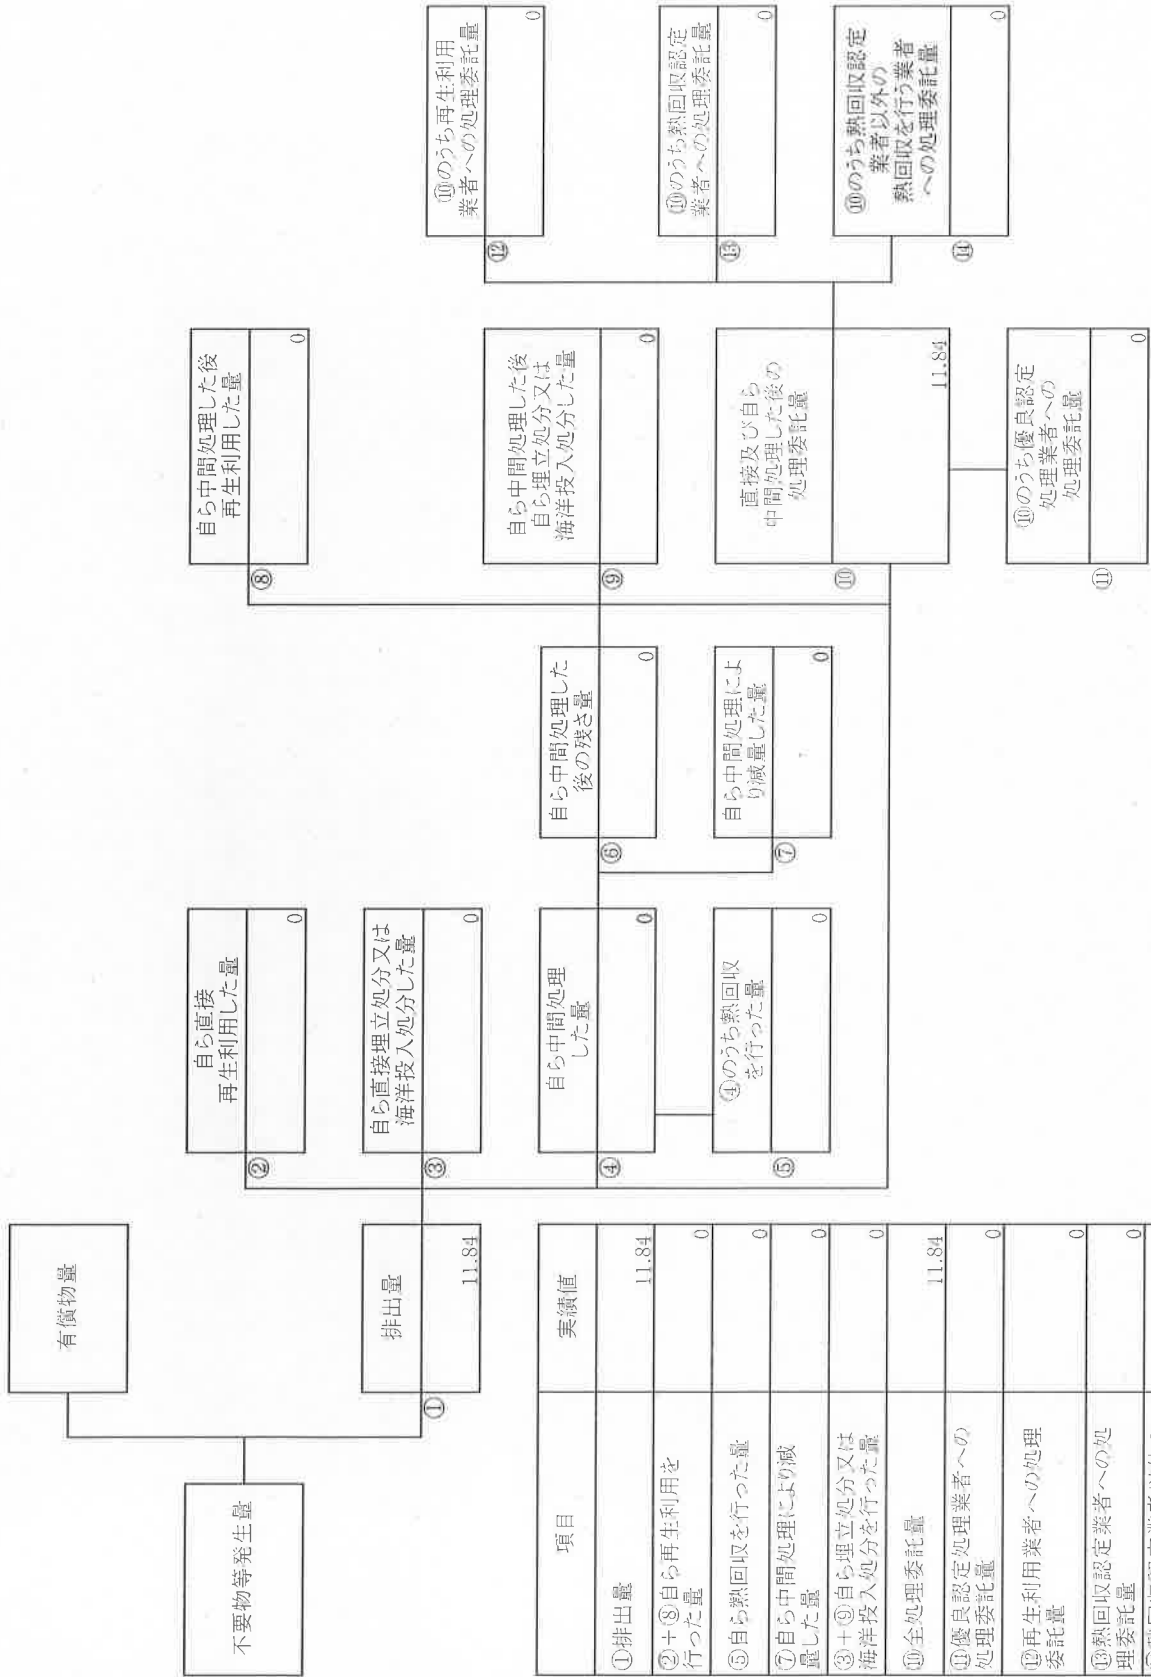 不要物等発生量
有償物量
排出量
①
11.84
自ら直接
再生利用した量
②
0
自ら直接埋立処分又は
海洋投入処分した量
③
0
自ら中間処理
した量
④
0
④のうち熱回収
を行った量
⑤
0
自ら中間処理した
後の残さ量
⑥
0
自ら中間処理によ
り減量した量
⑦
0
自ら中間処理した後
再生利用した量
⑧
0
自ら中間処理した後
自ら埋立処分又は
海洋投入処分した量
⑨
0
直接及び自ら
中間処理した後の
処理委託量
⑩
11.84
⑩のうち優良認定
処理業者への
処理委託量
⑪
0
⑩のうち再生利用
業者への処理委託量
⑫
0
⑩のうち熱回収認定
業者への処理委託量
⑬
0
⑩のうち熱回収認定
業者以外の
熱回収を行う業者
への処理委託量
⑭
0
項目 実績値
①排出量 11.84
②+⑧自ら再生利用を
行った量 0
⑤自ら熱回収を行った量 0
⑦自ら中間処理により減
量した量 0
③+⑨自ら埋立処分又は
海洋投入処分を行った量 0
⑩全処理委託量 11.84
⑪優良認定処理業者への
処理委託量 0
⑫再生利用業者への処理
委託量 0
⑬熱回収認定業者への処
理委託量 0